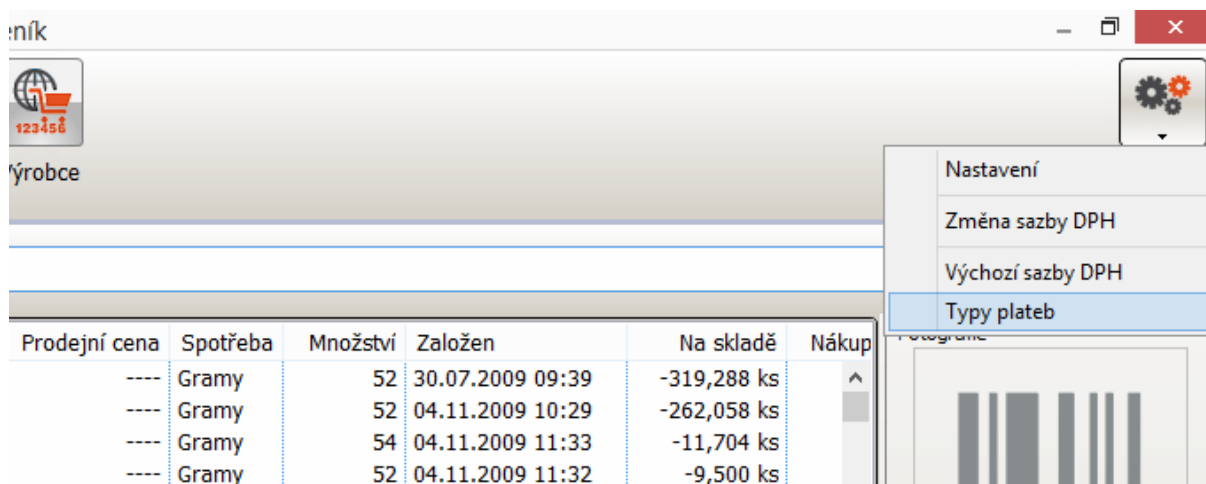 eník
123456
Výrobce
Nastavení
Změna sazby DPH
Výchozí sazby DPH
Typy plateb
Fotografie
Prodejní cena Spotřeba Množství Založen Na skladě Nákup
---- Gramy 52 30.07.2009 09:39 -319,288 ks
---- Gramy 52 04.11.2009 10:29 -262,058 ks
---- Gramy 54 04.11.2009 11:33 -11,704 ks
---- Gramy 52 04.11.2009 11:32 -9,500 ks